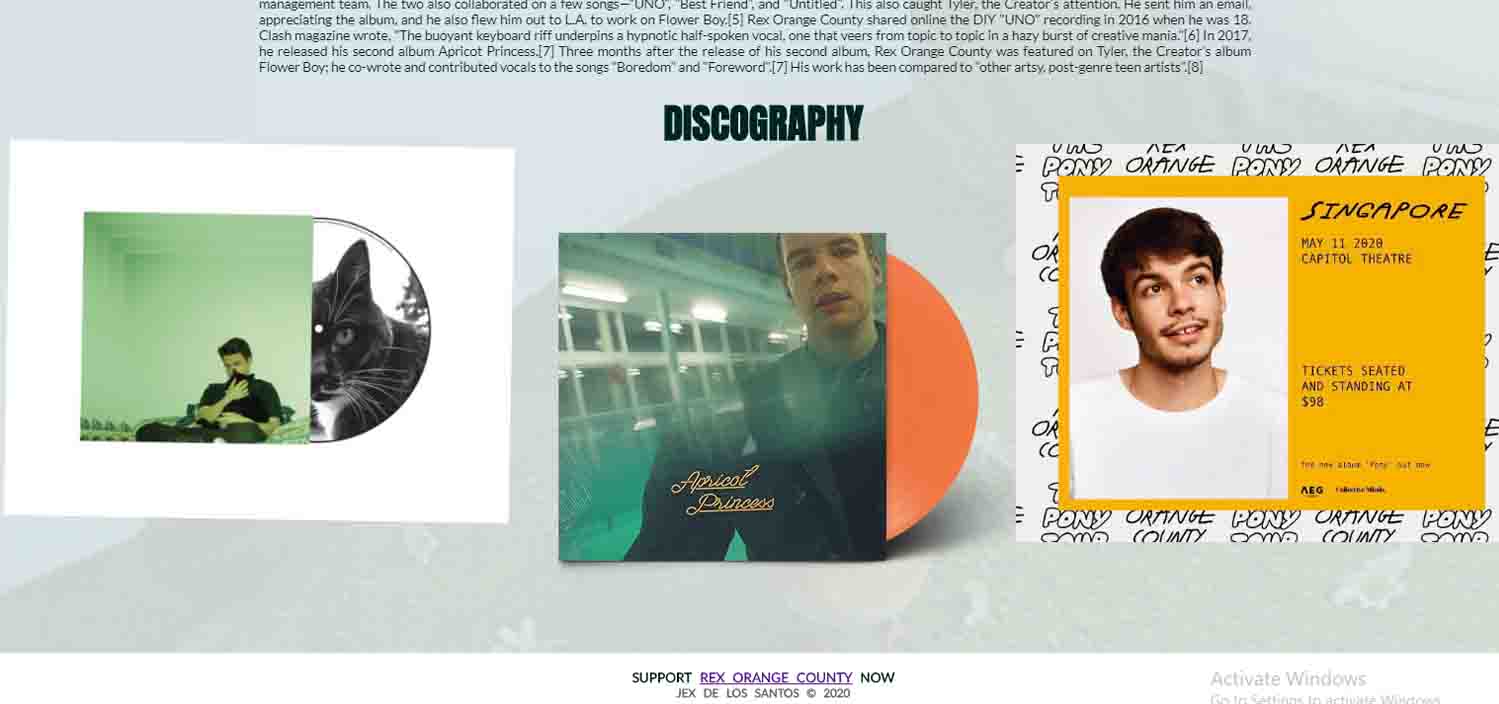 management team. The two also collaborated on a few songs—"UNO", "Best Friend", and "Untitled". This also caught Tyler, the Creator's attention. He sent him an email,
appreciating the album, and he also flew him out to L.A. to work on Flower Boy.[5] Rex Orange County shared online the DIY "UNO" recording in 2016 when he was 18.
Clash magazine wrote, "The buoyant keyboard riff underpins a hypnotic half-spoken vocal, one that veers from topic to topic in a hazy burst of creative mania."[6] In 2017,
he released his second album Apricot Princess.[7] Three months after the release of his second album, Rex Orange County was featured on Tyler, the Creator's album
Flower Boy; he co-wrote and contributed vocals to the songs "Boredom" and "Foreword".[7] His work has been compared to "other artsy, post-genre teen artists".[8]
DISCOGRAPHY
Apricot
Princess
REX
REX
PONY ORANGE PONY ORANGE PONY
SINGAPORE
MAY 11 2020
CAPITOL THEATRE
TICKETS SEATED
AND STANDING AT
$98
The new album 'Pony' out now
AEG
PONY ORANGE PONY ORANGE PONY
COUNTY COUNTY
SUPPORT REX ORANGE COUNTY NOW
JEX DE LOS SANTOS © 2020
Activate Windows
Go to Settings to activate Windows.